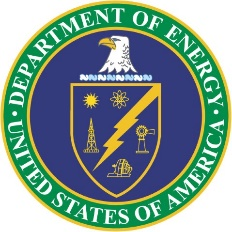 DEPARTMENT OF ENERGY
UNITED STATES OF AMERICA